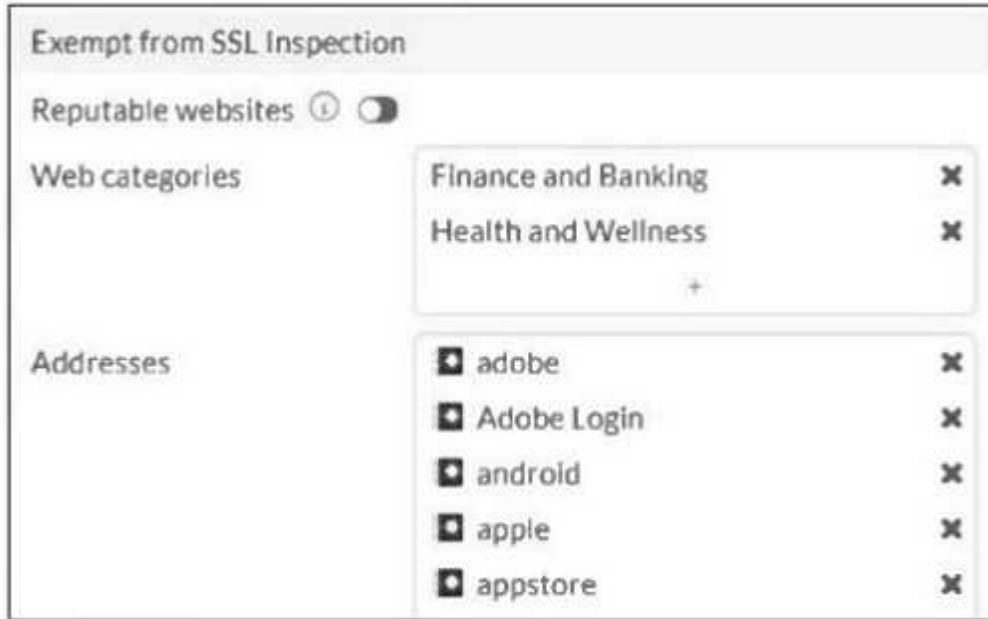 Exempt from SSL Inspection
Reputable websites
Web categories
Finance and Banking
Health and Wellness
+
Addresses
adobe
Adobe Login
android
apple
appstore